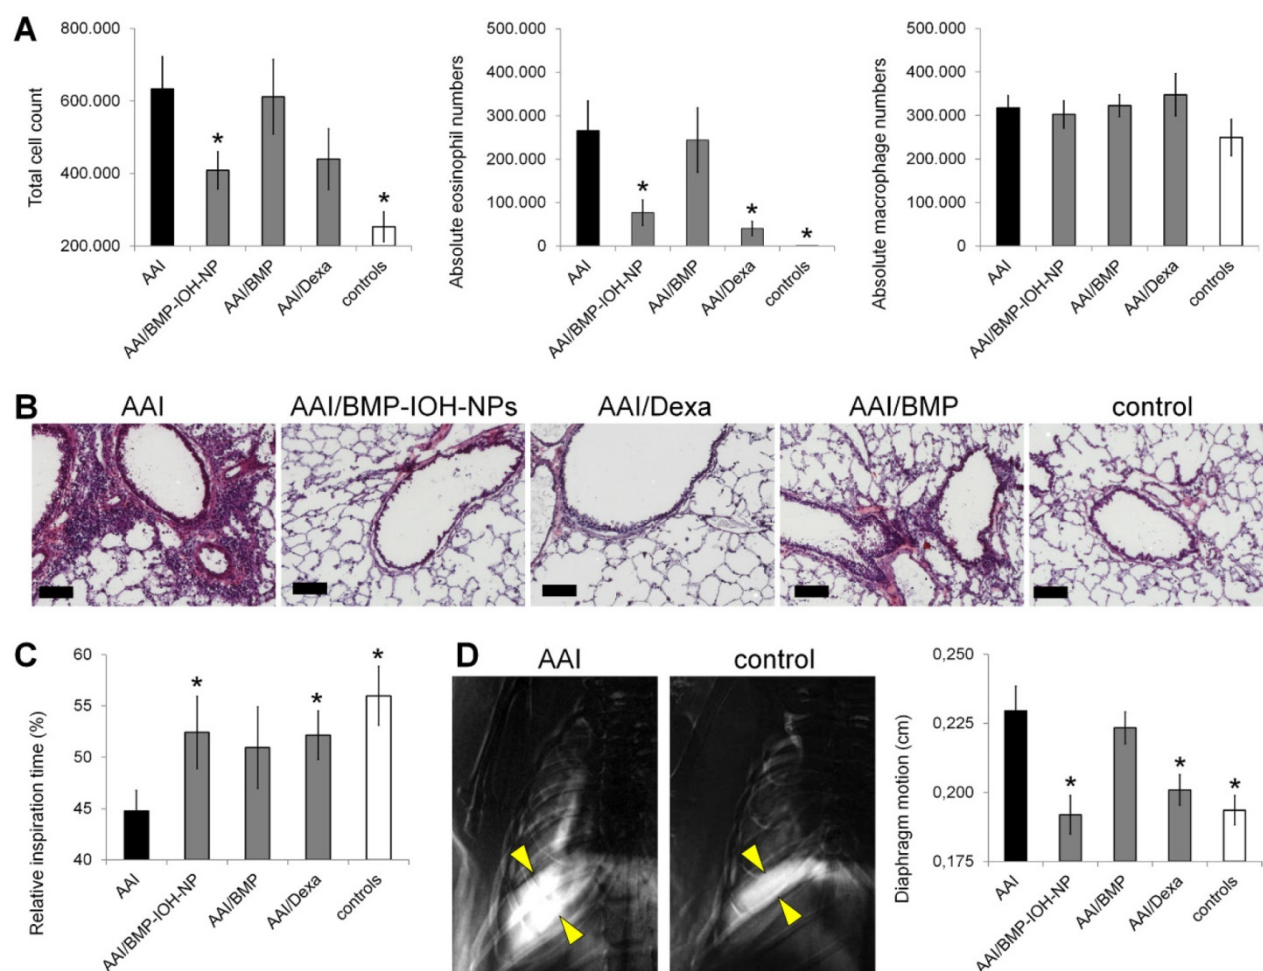 A
Total cell count
800.000
600.000
400.000
200.000
*
*
AAI
AAI/BMP-IOH-NP
AAI/BMP
AAI/Dexa
controls
Absolute eosinophil numbers
500.000
400.000
300.000
200.000
100.000
0
*
*
*
AAI
AAI/BMP-IOH-NP
AAI/BMP
AAI/Dexa
controls
Absolute macrophage numbers
500.000
400.000
300.000
200.000
100.000
0
AAI
AAI/BMP-IOH-NP
AAI/BMP
AAI/Dexa
controls
B
AAI
AAI/BMP-IOH-NPs
AAI/Dexa
AAI/BMP
control
C
Relative inspiration time (%)
60
55
50
45
40
*
*
*
AAI
AAI/BMP-IOH-NP
AAI/BMP
AAI/Dexa
controls
D
AAI
control
Diaphragm motion (cm)
0,250
0,225
0,200
0,175
*
*
*
AAI
AAI/BMP-IOH-NP
AAI/BMP
AAI/Dexa
controls